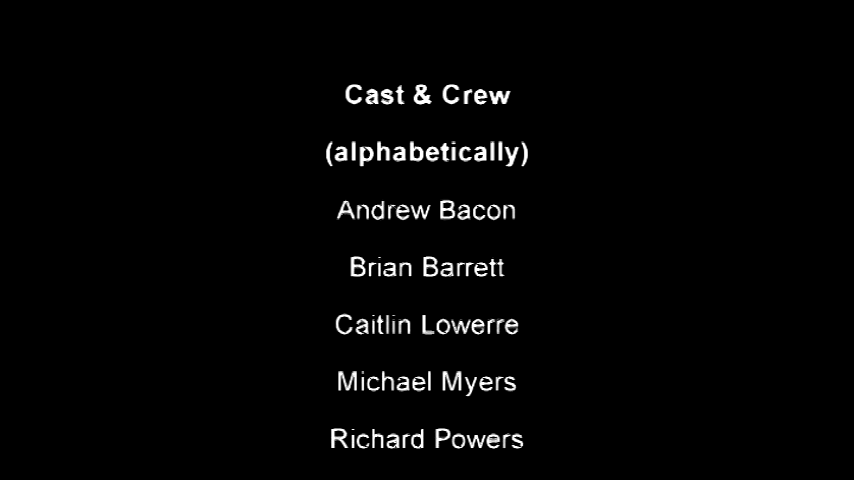 Cast & Crew
(alphabetically)
Andrew Bacon
Brian Barrett
Caitlin Lowerre
Michael Myers
Richard Powers